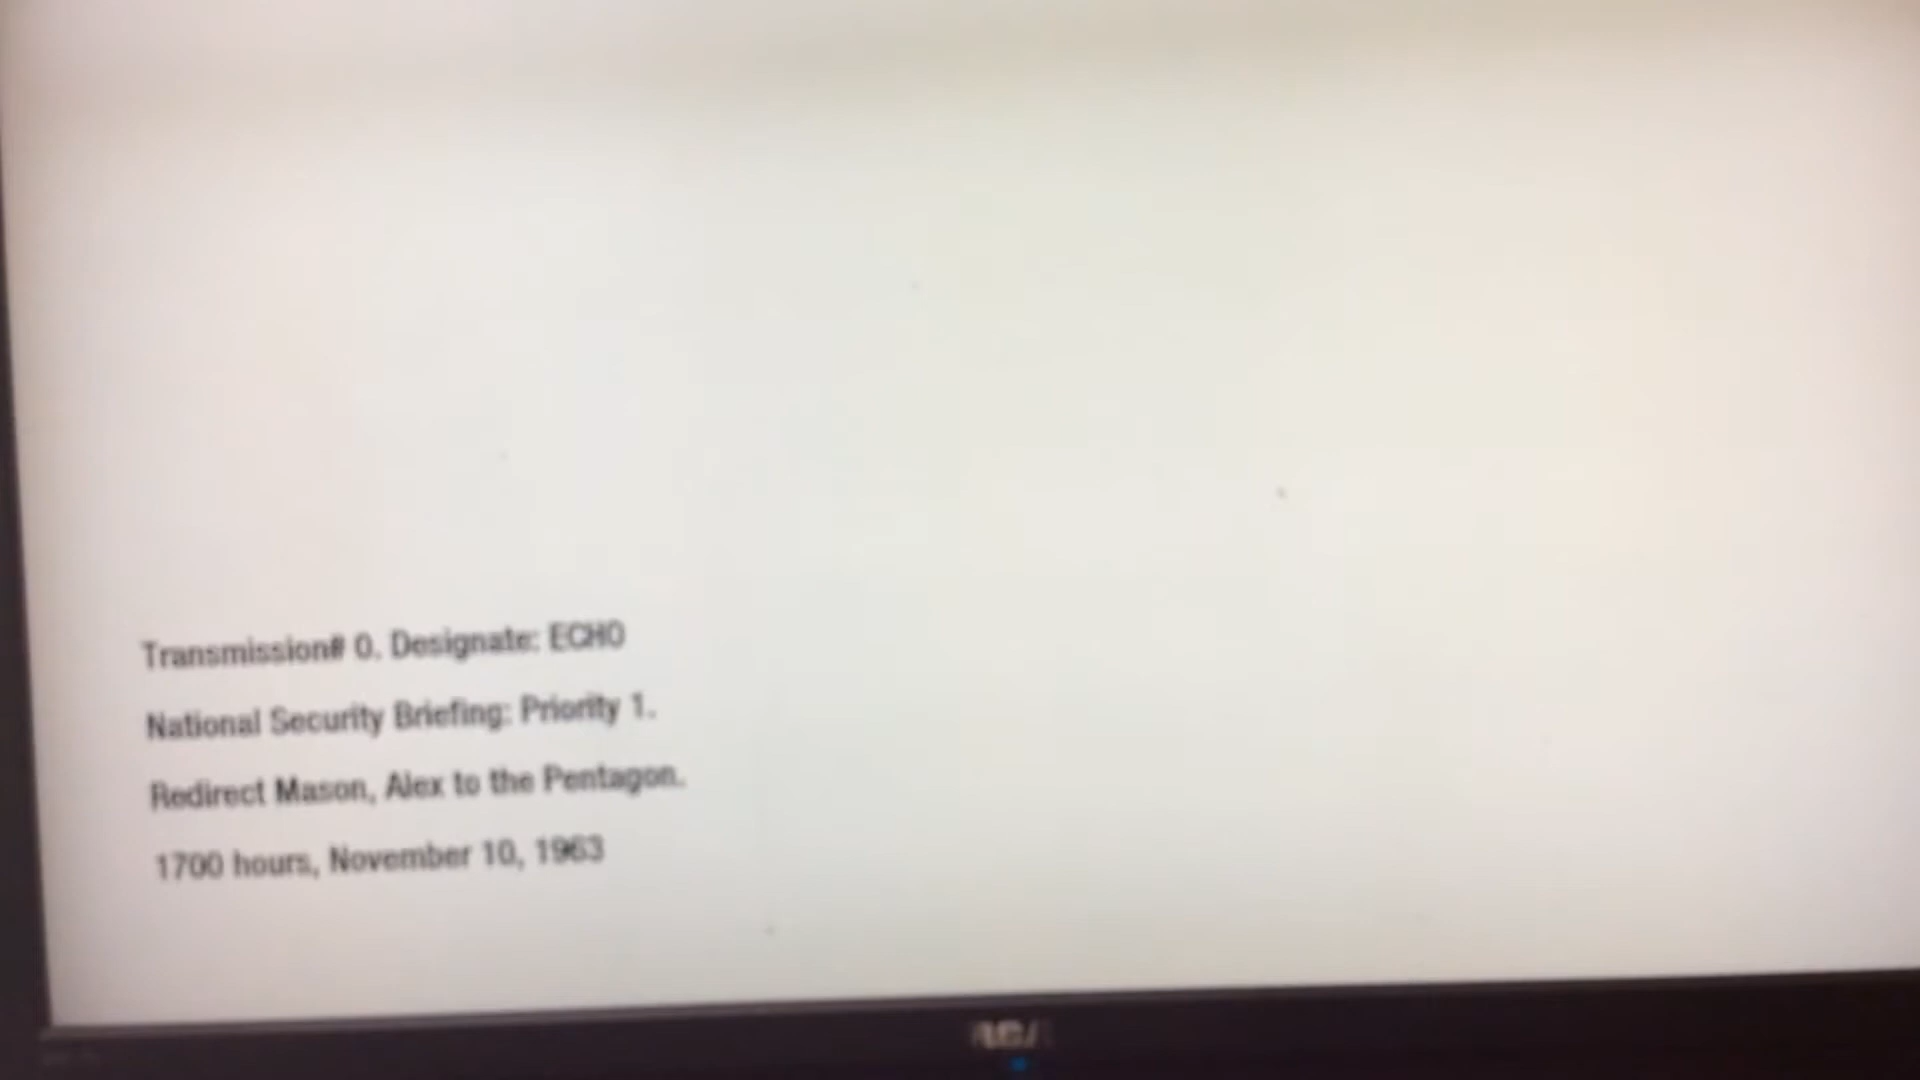 Transmission# 0. Designate: ECHO
National Security Briefing: Priority 1.
Redirect Mason, Alex to the Pentagon.
1700 hours, November 10, 1963
RCA